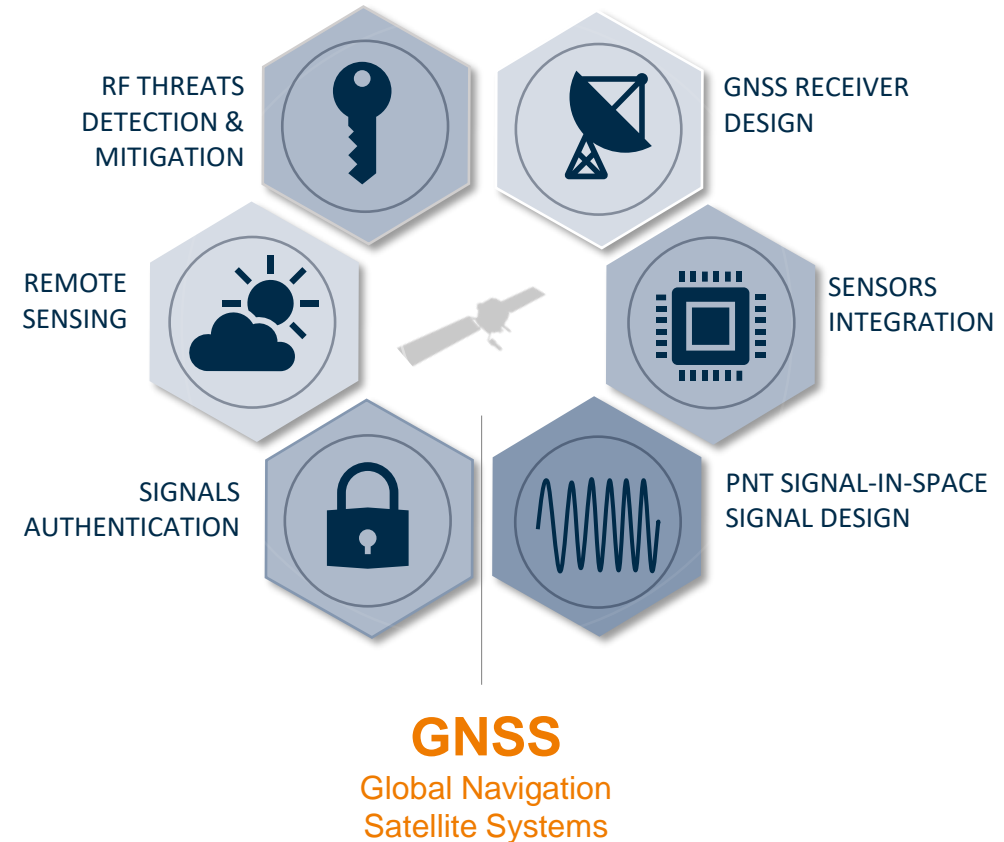 RF THREATS
DETECTION &
MITIGATION
GNSS RECEIVER
DESIGN
REMOTE
SENSING
SENSORS
INTEGRATION
SIGNALS
AUTHENTICATION
PNT SIGNAL-IN-SPACE
SIGNAL DESIGN
GNSS
Global Navigation
Satellite Systems